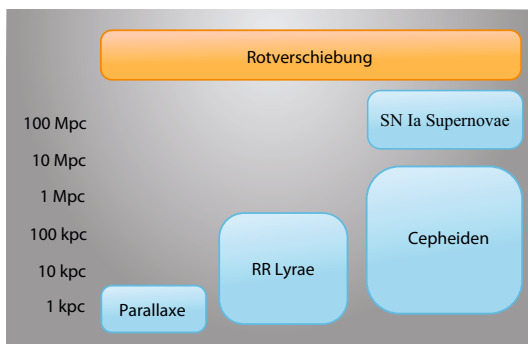 Rotverschiebung
100 Mpc
SN Ia Supernovae
10 Mpc
1 Mpc
100 kpc
Cepheiden
10 kpc
RR Lyrae
1 kpc
Parallaxe